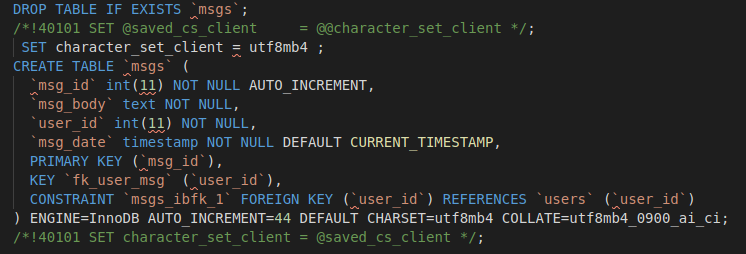 DROP TABLE IF EXISTS `msgs`;
/*!40101 SET @saved_cs_client     = @@character_set_client */;
 SET character_set_client = utf8mb4 ;
CREATE TABLE `msgs` (
  `msg_id` int(11) NOT NULL AUTO_INCREMENT,
  `msg_body` text NOT NULL,
  `user_id` int(11) NOT NULL,
  `msg_date` timestamp NOT NULL DEFAULT CURRENT_TIMESTAMP,
  PRIMARY KEY (`msg_id`),
  KEY `fk_user_msg` (`user_id`),
  CONSTRAINT `msgs_ibfk_1` FOREIGN KEY (`user_id`) REFERENCES `users` (`user_id`)
) ENGINE=InnoDB AUTO_INCREMENT=44 DEFAULT CHARSET=utf8mb4 COLLATE=utf8mb4_0900_ai_ci;
/*!40101 SET character_set_client = @saved_cs_client */;